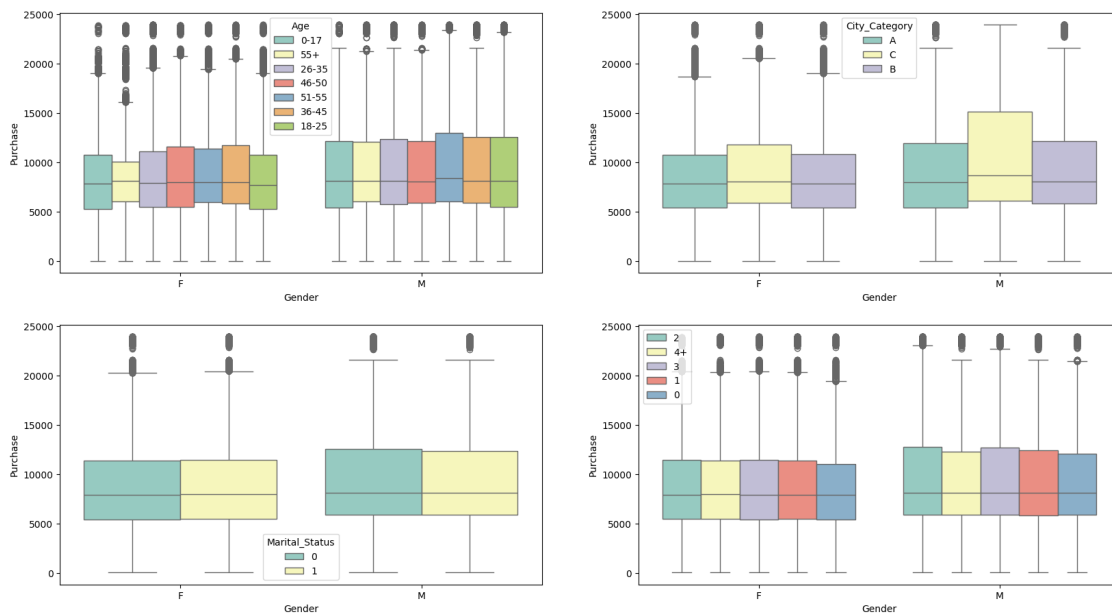 25000
20000
15000
10000
5000
0
Purchase
Age
0-17
55+
26-35
46-50
51-55
36-45
18-25
F
M
Gender
25000
20000
15000
10000
5000
0
Purchase
City_Category
A
C
B
F
M
Gender
25000
20000
15000
10000
5000
0
Purchase
Marital_Status
0
1
F
M
Gender
25000
20000
15000
10000
5000
0
Purchase
2
4+
3
1
0
F
M
Gender